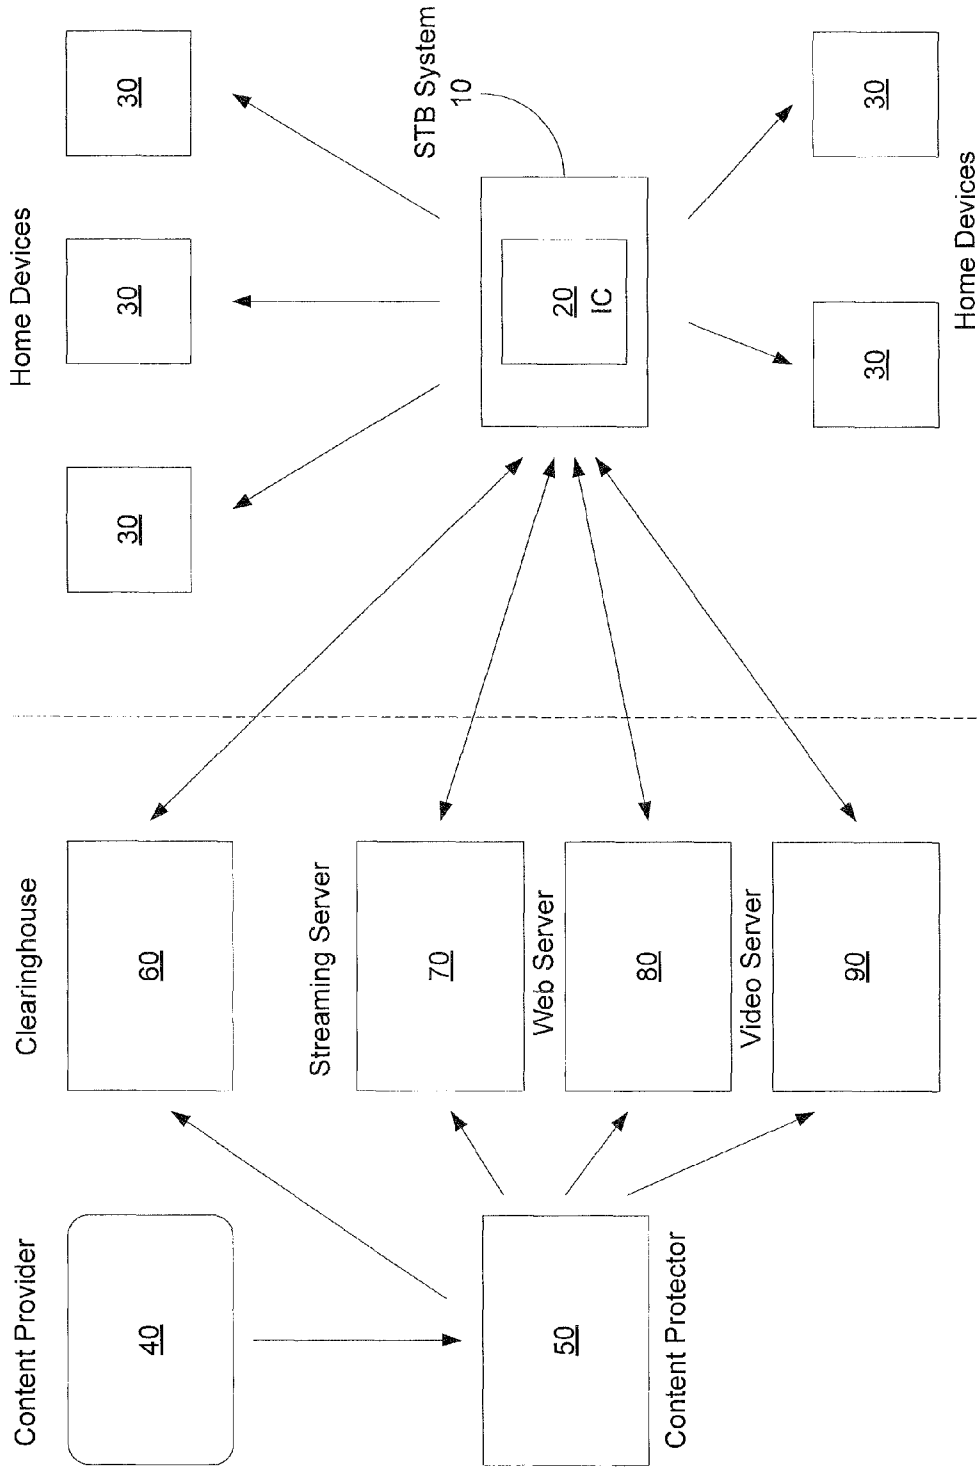 Content Provider
40
Clearinghouse
60
Home Devices
30
30
30
Streaming Server
70
Web Server
80
Video Server
90
50
Content Protector
STB System
10
20
IC
30
30
Home Devices